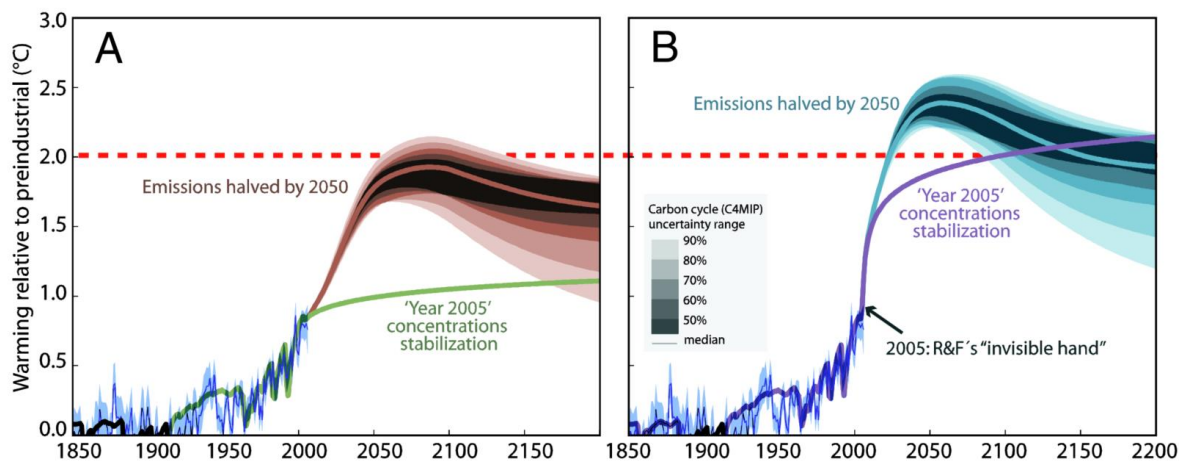 Warming relative to preindustrial (°C)
3.0
2.5
2.0
1.5
1.0
0.5
0.0
A
Emissions halved by 2050
'Year 2005'
concentrations
stabilization
1850
1900
1950
2000
2050
2100
2150
B
Emissions halved by 2050
'Year 2005'
concentrations
stabilization
Carbon cycle (C4MIP)
uncertainty range
90%
80%
70%
60%
50%
median
2005: R&F´s "invisible hand"
1850
1900
1950
2000
2050
2100
2150
2200